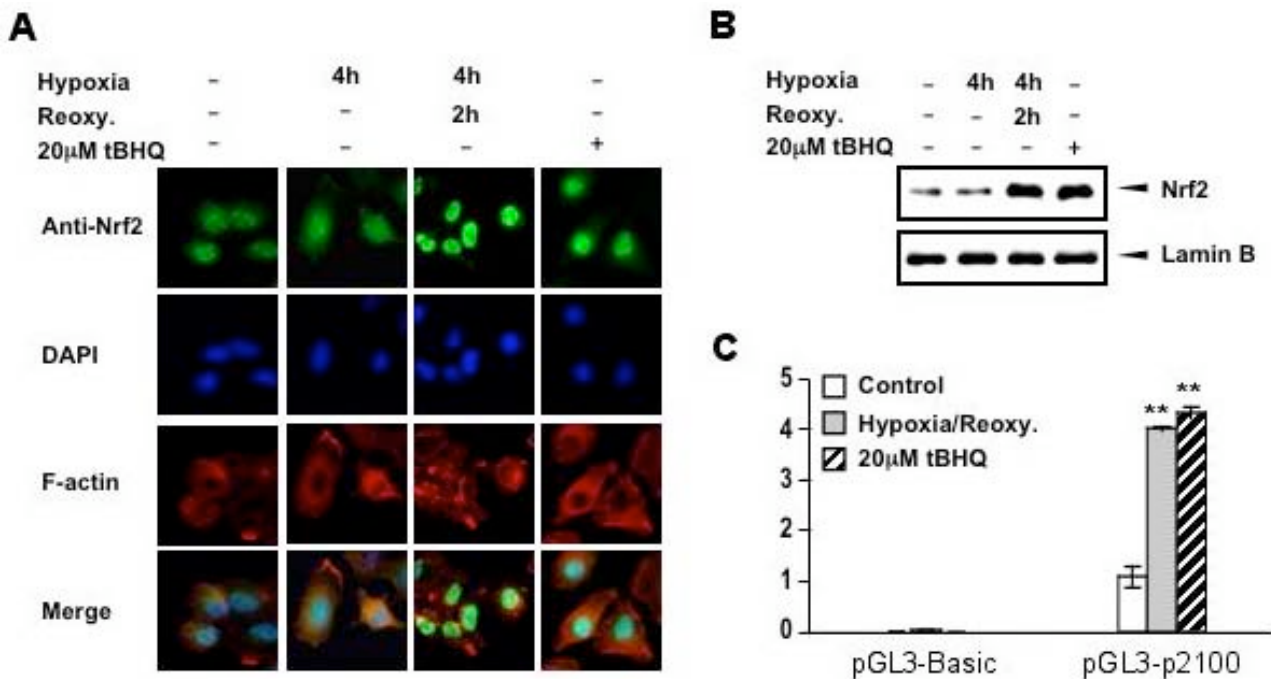 A
Hypoxia - 4h 4h -
Reoxy. - - 2h -
20μM tBHQ - - - +
Anti-Nrf2
DAPI
F-actin
Merge
B
Hypoxia - 4h 4h -
Reoxy. - - 2h -
20μM tBHQ - - - +
Nrf2
Lamin B
C
5
4
3
2
1
0
Control
Hypoxia/Reoxy.
20μM tBHQ
** **
pGL3-Basic pGL3-p2100